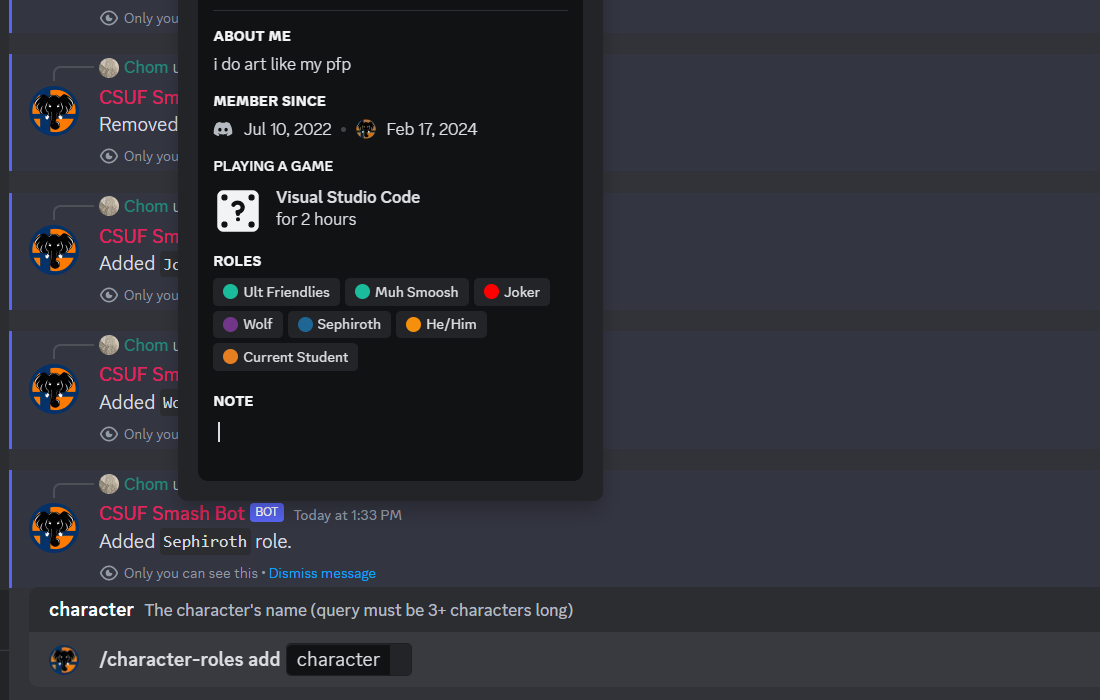 Only you
ABOUT ME
i do art like my pfp
MEMBER SINCE
Jul 10, 2022 • Feb 17, 2024
PLAYING A GAME
Visual Studio Code
for 2 hours
ROLES
Ult Friendlies Muh Smoosh Joker
Wolf Sephiroth He/Him
Current Student
NOTE
Chom u
CSUF Sm
Removed
Only you
Chom u
CSUF Sm
Added Jo
Only you
Chom u
CSUF Sm
Added Wo
Only you
Chom u
CSUF Smash Bot BOT Today at 1:33 PM
Added Sephiroth role.
Only you can see this • Dismiss message
character The character's name (query must be 3+ characters long)
/character-roles add character